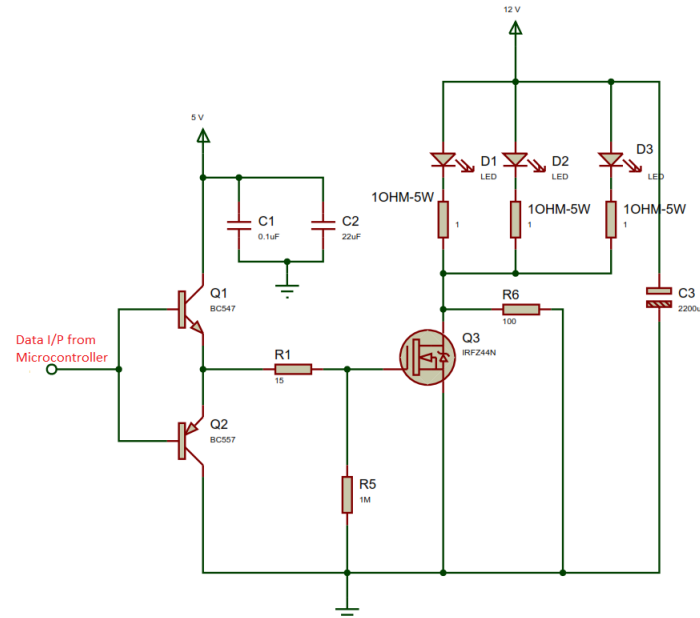 12 V
5 V
D1
LED
D2
LED
D3
LED
1OHM-5W
1
1OHM-5W
1
1OHM-5W
1
C1
0.1uF
C2
22uF
Q1
BC547
R6
100
C3
2200u
Data I/P from
Microcontroller
R1
15
Q3
IRFZ44N
Q2
BC557
R5
1M